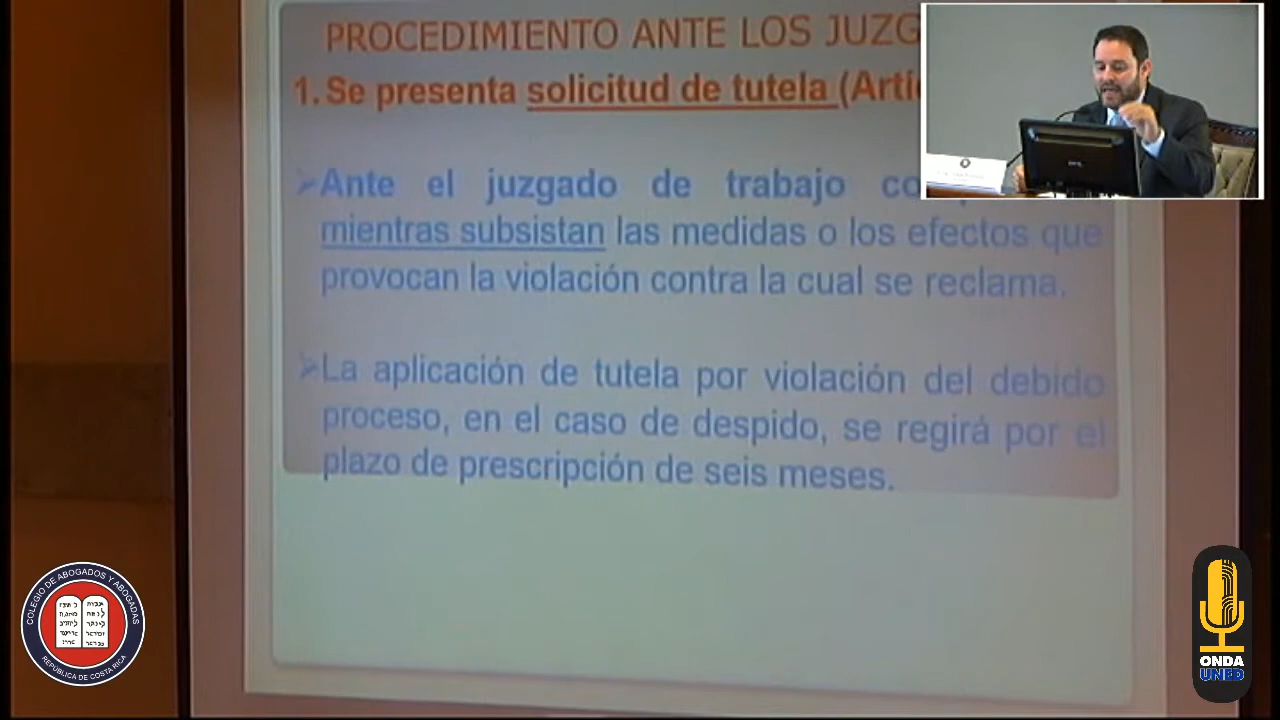 PROCEDIMIENTO ANTE LOS JUZG
1. Se presenta solicitud de tutela (Artí
➢Ante el juzgado de trabajo co
mientras subsistan las medidas o los efectos que
provocan la violación contra la cual se reclama.
➢La aplicación de tutela por violación del debido
proceso, en el caso de despido, se regirá por el
plazo de prescripción de seis meses.
COLEGIO DE ABOGADOS Y ABOGADAS
REPÚBLICA DE COSTA RICA
ONDA
UNED